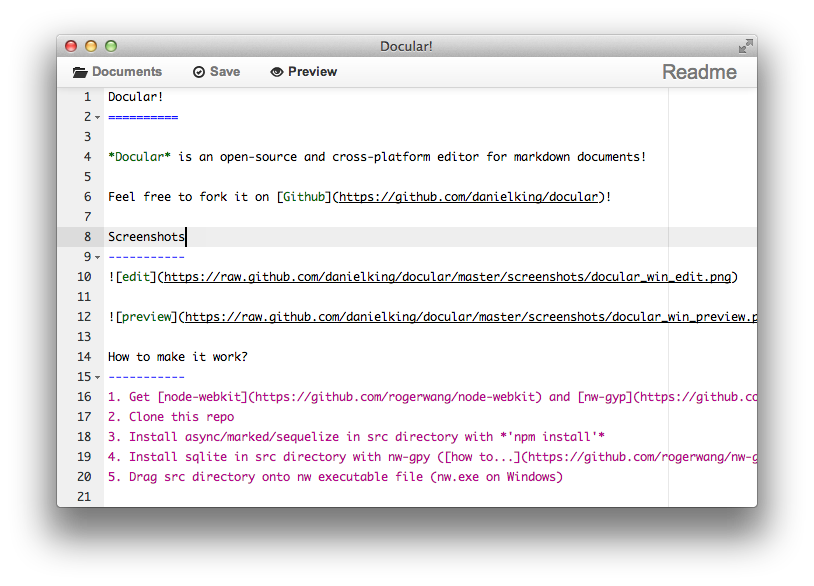 Docular!
Documents Save Preview Readme
1 Docular!
2 ==========
3
4 *Docular* is an open-source and cross-platform editor for markdown documents!
5
6 Feel free to fork it on [Github](https://github.com/danielking/docular)!
7
8 Screenshots
9 -----------
10 ![edit](https://raw.github.com/danielking/docular/master/screenshots/docular_win_edit.png)
11
12 ![preview](https://raw.github.com/danielking/docular/master/screenshots/docular_win_preview.p
13
14 How to make it work?
15 -----------
16 1. Get [node-webkit](https://github.com/rogerwang/node-webkit) and [nw-gyp](https://github.co
17 2. Clone this repo
18 3. Install async/marked/sequelize in src directory with *'npm install'*
19 4. Install sqlite in src directory with nw-gpy ([how to...](https://github.com/rogerwang/nw-g
20 5. Drag src directory onto nw executable file (nw.exe on Windows)
21